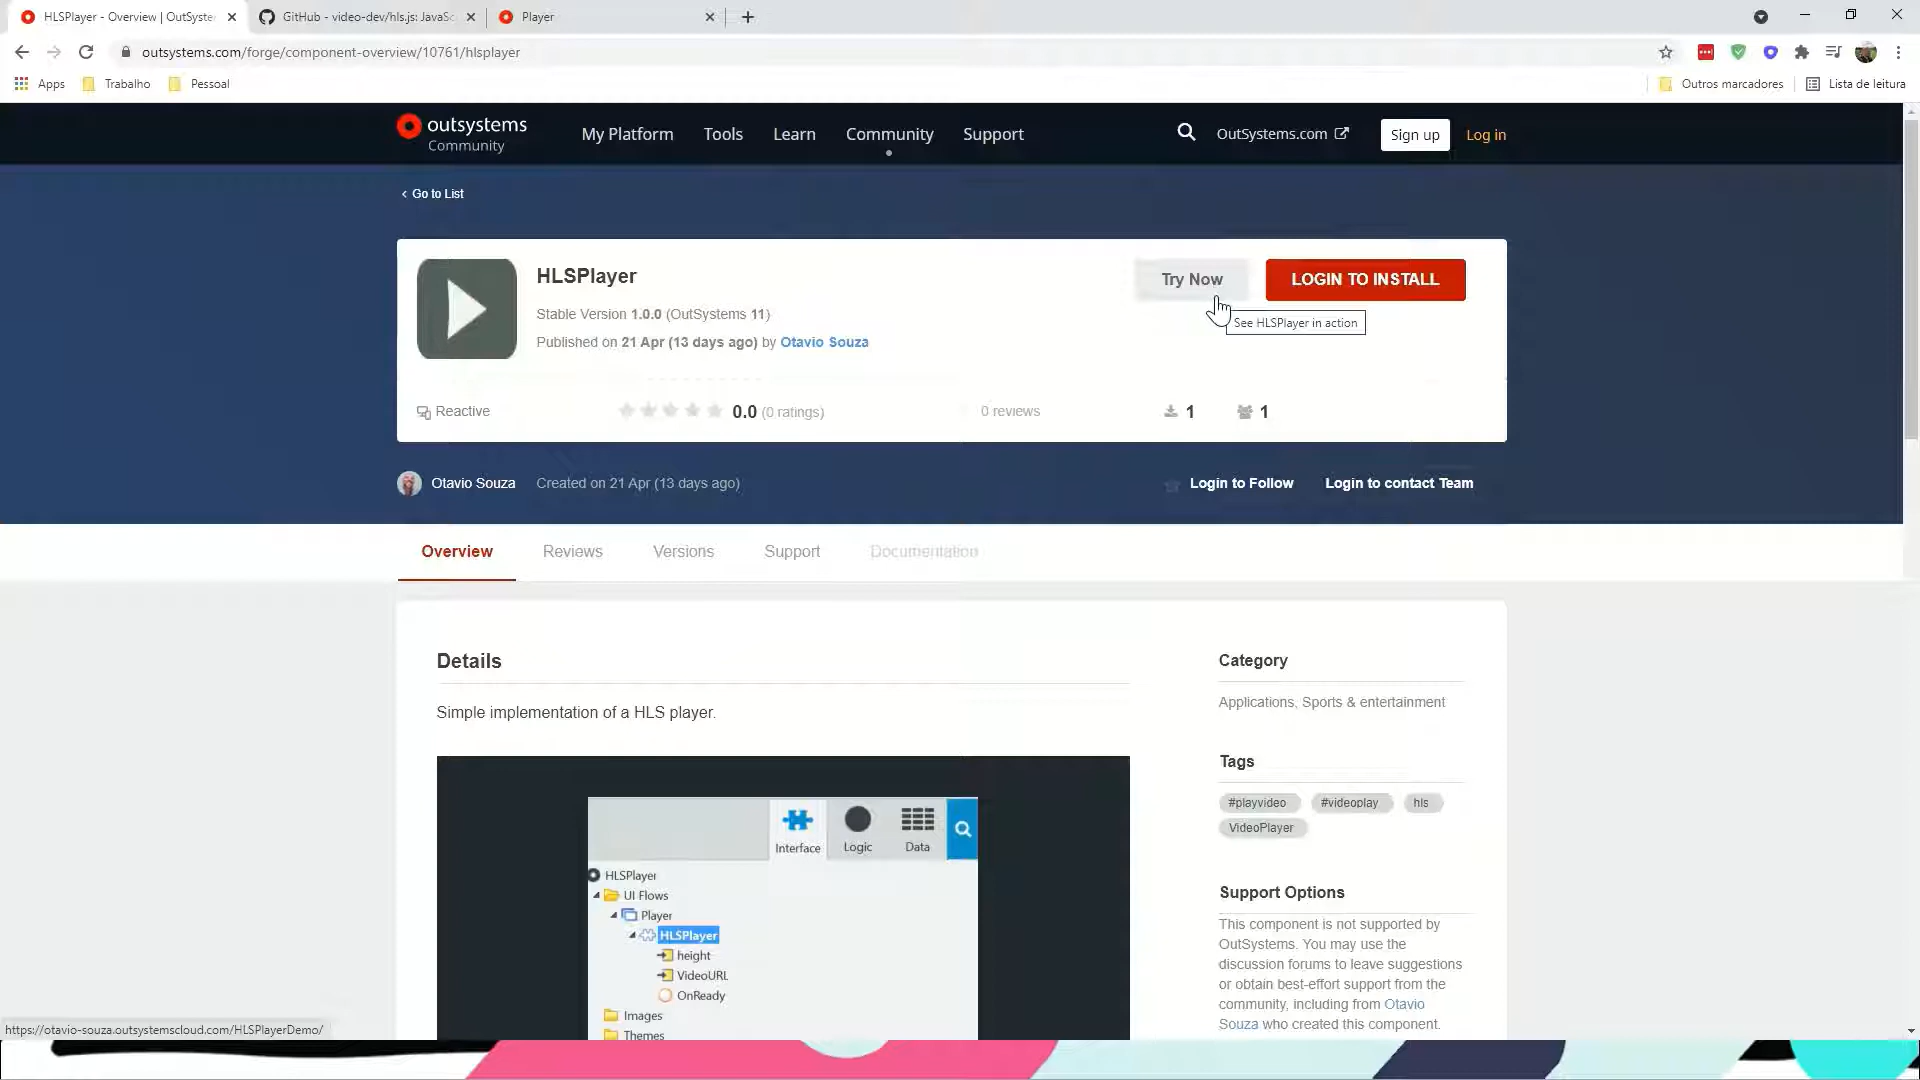 HLSPlayer - Overview | OutSyste
GitHub - video-dev/hls.js: JavaSc
Player
outsystems.com/forge/component-overview/10761/hlsplayer
Apps
Trabalho
Pessoal
Outros marcadores
Lista de leitura
outsystems
Community
My Platform
Tools
Learn
Community
Support
OutSystems.com
Sign up
Log in
‹ Go to List
HLSPlayer
Try Now
LOGIN TO INSTALL
See HLSPlayer in action
Stable Version 1.0.0 (OutSystems 11)
Published on 21 Apr (13 days ago) by Otavio Souza
Reactive
0.0 (0 ratings)
0 reviews
1
1
Otavio Souza
Created on 21 Apr (13 days ago)
Login to Follow
Login to contact Team
Overview
Reviews
Versions
Support
Documentation
Details
Simple implementation of a HLS player.
Interface
Logic
Data
HLSPlayer
UI Flows
Player
HLSPlayer
height
VideoURL
OnReady
Images
Themes
Category
Applications, Sports & entertainment
Tags
#playvideo
#videoplay
hls
VideoPlayer
Support Options
This component is not supported by
OutSystems. You may use the
discussion forums to leave suggestions
or obtain best-effort support from the
community, including from Otavio
Souza who created this component.
https://otavio-souza.outsystemscloud.com/HLSPlayerDemo/